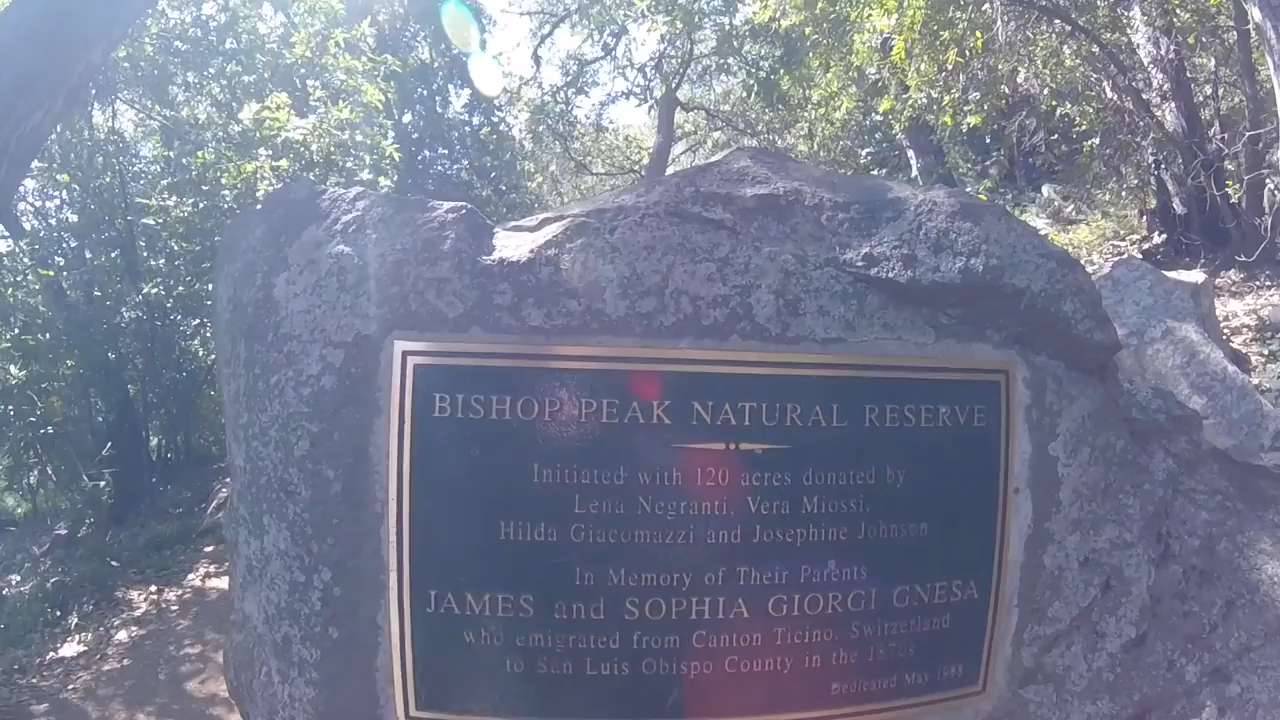 BISHOP PEAK NATURAL RESERVE
Initiated with 120 acres donated by
Lena Negranti, Vera Miossi,
Hilda Giacomazzi and Josephine Johnson
In Memory of Their Parents
JAMES and SOPHIA GIORGI GNESA
who emigrated from Canton Ticino, Switzerland
to San Luis Obispo County in the 1870s
Dedicated May 1998